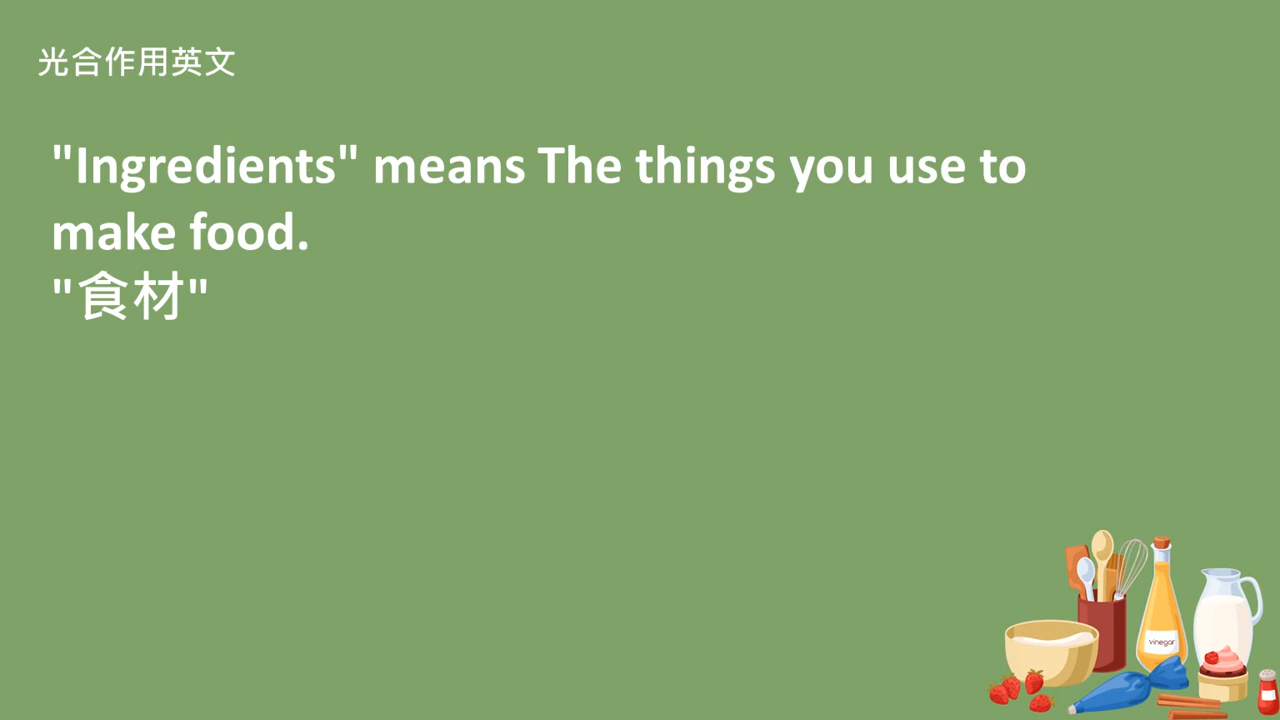 光合作用英文
"Ingredients" means The things you use to
make food.
"食材"
vinegar